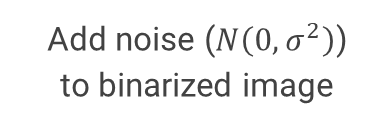 Add noise (N(0, σ²))
to binarized image